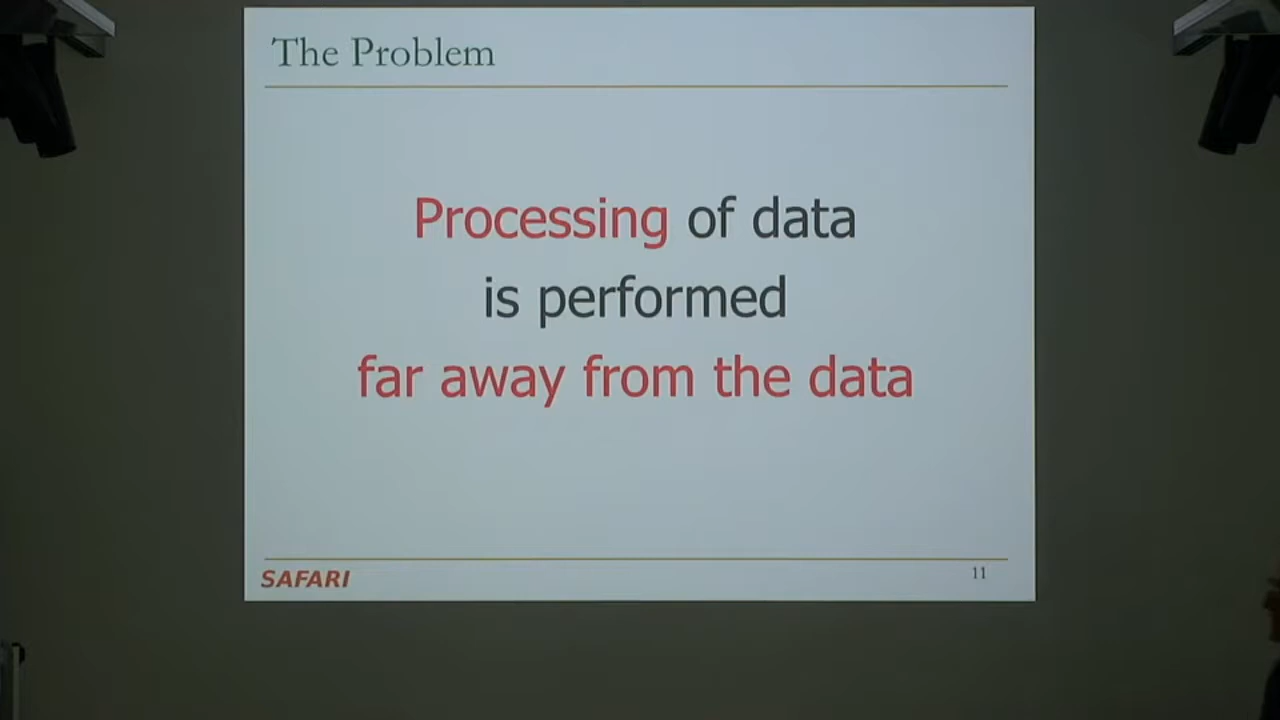 The Problem
Processing of data
is performed
far away from the data
SAFARI
11